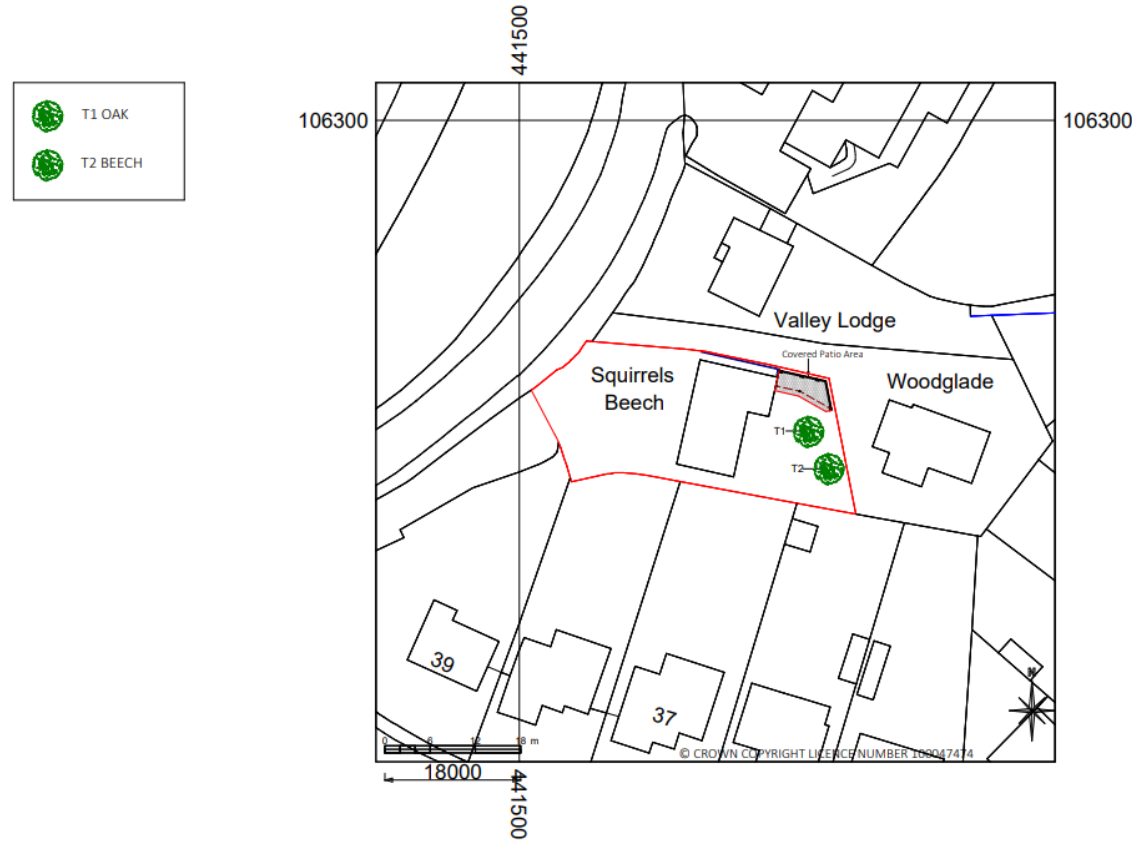 441500
T1 OAK
T2 BEECH
106300
106300
Valley Lodge
Covered Patio Area
Squirrels
Beech
Woodglade
T1
T2
39
37
N
0 6 12 18 m
© CROWN COPYRIGHT LICENCE NUMBER 100047474
18000
441500